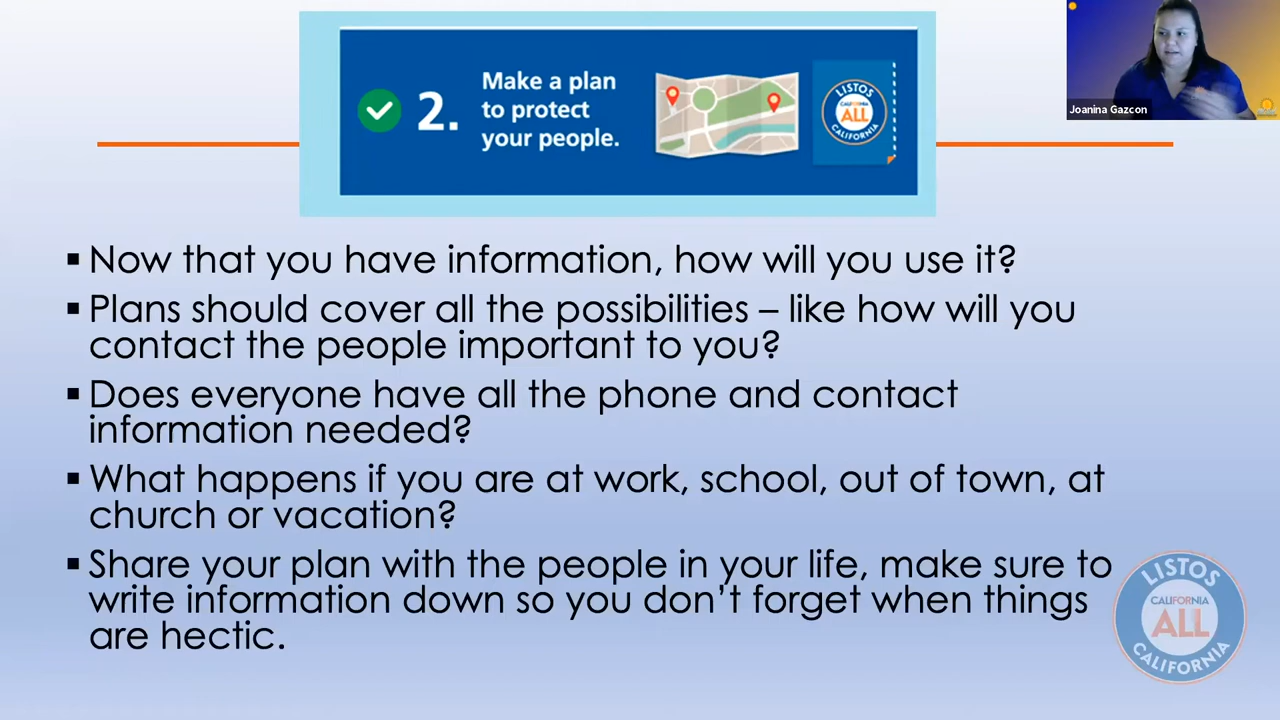 2.
Make a plan
to protect
your people.
LISTOS
CALIFORNIA
ALL
CALIFORNIA
Joanina Gazcon
▪ Now that you have information, how will you use it?
▪ Plans should cover all the possibilities – like how will you
contact the people important to you?
▪ Does everyone have all the phone and contact
information needed?
▪ What happens if you are at work, school, out of town, at
church or vacation?
▪ Share your plan with the people in your life, make sure to
write information down so you don’t forget when things
are hectic.
LISTOS
CALIFORNIA
ALL
CALIFORNIA